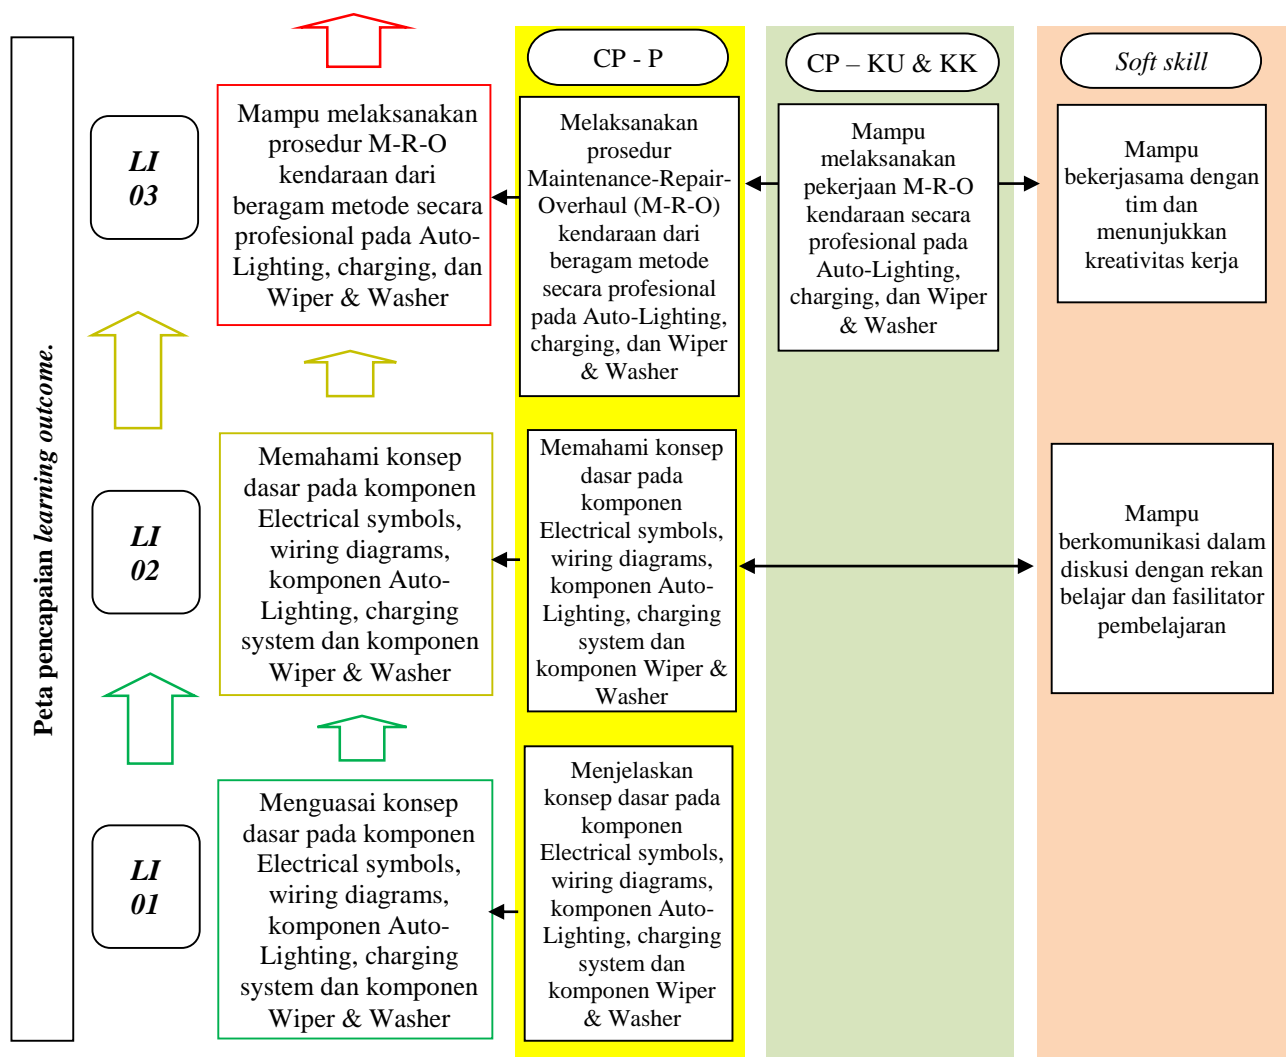 Peta pencapaian learning outcome.
CP - P
CP – KU & KK
Soft skill
LI
03
Mampu melaksanakan
prosedur M-R-O
kendaraan dari
beragam metode secara
profesional pada Auto-
Lighting, charging, dan
Wiper & Washer
Melaksanakan
prosedur
Maintenance-Repair-
Overhaul (M-R-O)
kendaraan dari
beragam metode
secara profesional
pada Auto-Lighting,
charging, dan Wiper
& Washer
Mampu
melaksanakan
pekerjaan M-R-O
kendaraan secara
profesional pada
Auto-Lighting,
charging, dan Wiper
& Washer
Mampu
bekerjasama dengan
tim dan
menunjukkan
kreativitas kerja
LI
02
Memahami konsep
dasar pada komponen
Electrical symbols,
wiring diagrams,
komponen Auto-
Lighting, charging
system dan komponen
Wiper & Washer
Memahami konsep
dasar pada
komponen
Electrical symbols,
wiring diagrams,
komponen Auto-
Lighting, charging
system dan
komponen Wiper &
Washer
Mampu
berkomunikasi dalam
diskusi dengan rekan
belajar dan fasilitator
pembelajaran
LI
01
Menguasai konsep
dasar pada komponen
Electrical symbols,
wiring diagrams,
komponen Auto-
Lighting, charging
system dan komponen
Wiper & Washer
Menjelaskan
konsep dasar pada
komponen
Electrical symbols,
wiring diagrams,
komponen Auto-
Lighting, charging
system dan
komponen Wiper
& Washer